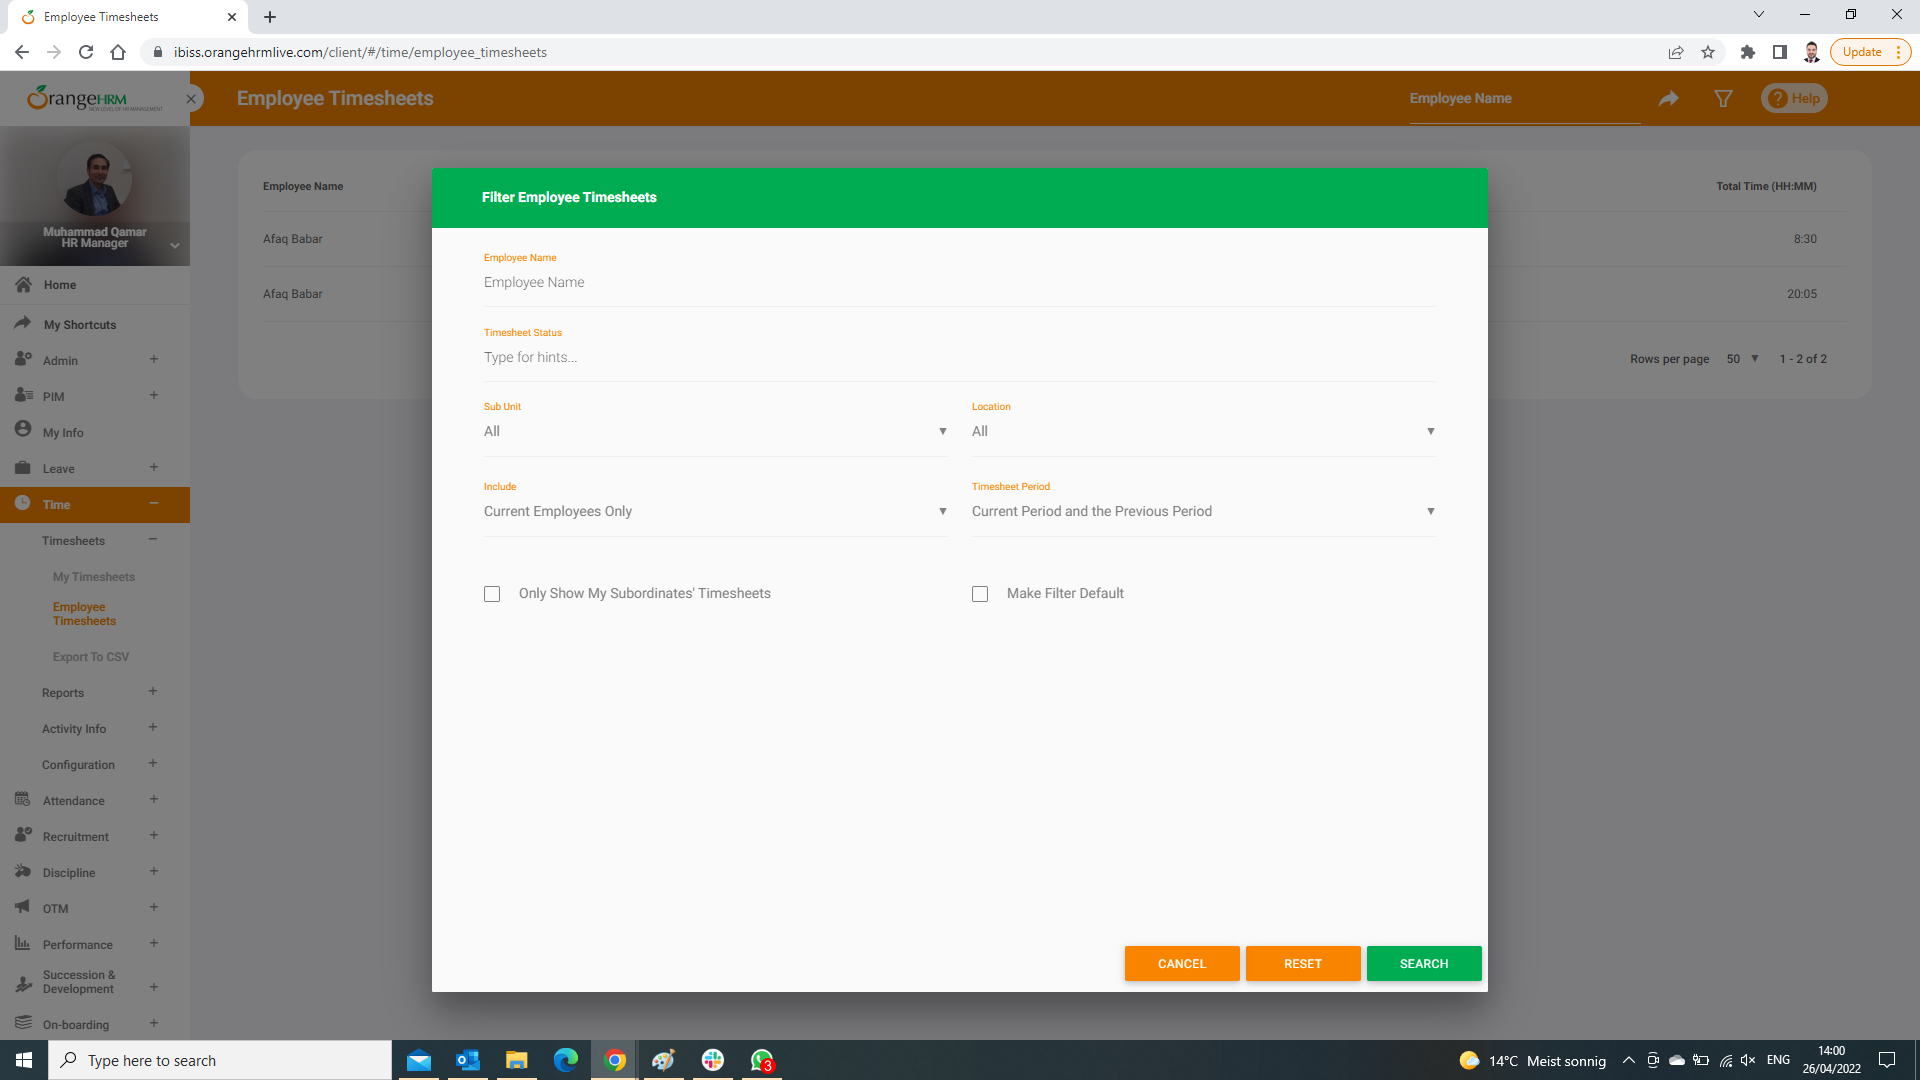 Employee Timesheets
ibiss.orangehrmlive.com/client/#/time/employee_timesheets
Update
OrangeHRM
NEW LEVEL OF HR MANAGEMENT
Employee Timesheets
Employee Name
Help
Muhammad Qamar
HR Manager
Home
My Shortcuts
Admin
PIM
My Info
Leave
Time
Timesheets
My Timesheets
Employee
Timesheets
Export To CSV
Reports
Activity Info
Configuration
Attendance
Recruitment
Discipline
OTM
Performance
Succession &
Development
On-boarding
Employee Name
Total Time (HH:MM)
Afaq Babar
8:30
Afaq Babar
20:05
Rows per page 50 1 - 2 of 2
Filter Employee Timesheets
Employee Name
Employee Name
Timesheet Status
Type for hints...
Sub Unit
All
Location
All
Include
Current Employees Only
Timesheet Period
Current Period and the Previous Period
Only Show My Subordinates' Timesheets
Make Filter Default
CANCEL
RESET
SEARCH
Type here to search
3
14°C Meist sonnig
ENG
14:00
26/04/2022